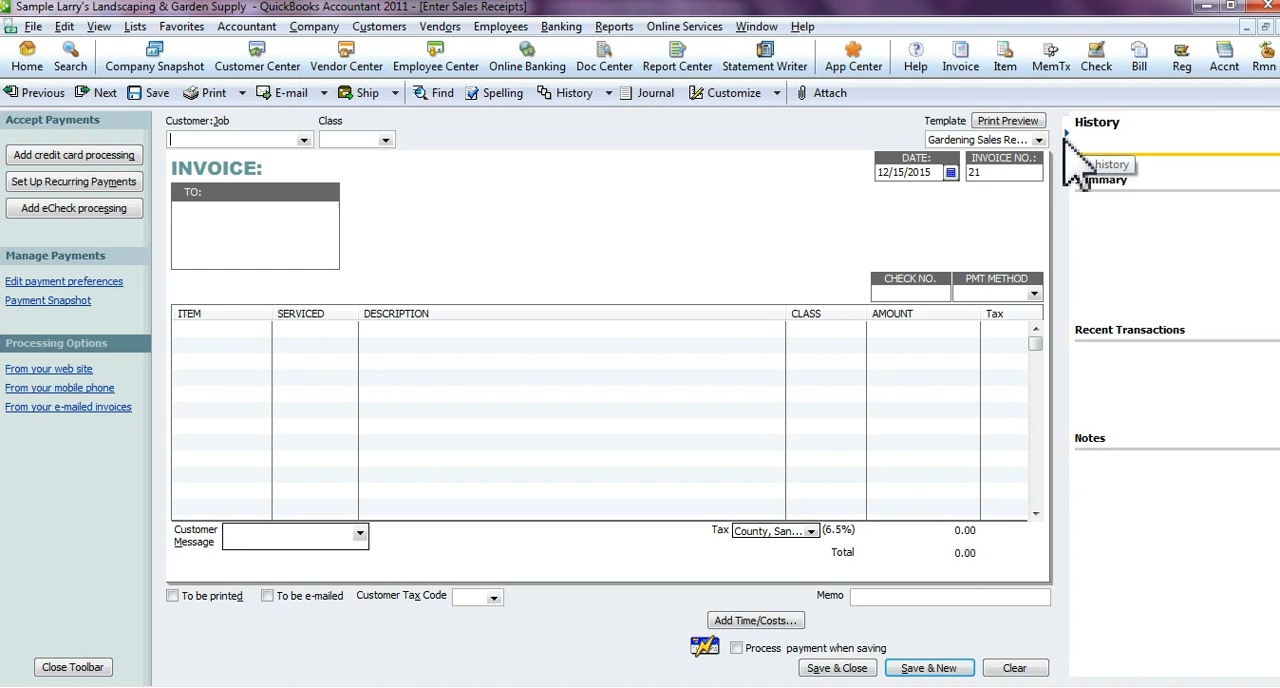 Sample Larry's Landscaping & Garden Supply - QuickBooks Accountant 2011 - [Enter Sales Receipts]
File Edit View Lists Favorites Accountant Company Customers Vendors Employees Banking Reports Online Services Window Help
Home Search Company Snapshot Customer Center Vendor Center Employee Center Online Banking Doc Center Report Center Statement Writer App Center Help Invoice Item MemTx Check Bill Reg Accnt Rmn
Previous Next Save Print E-mail Ship Find Spelling History Journal Customize Attach
Accept Payments
Add credit card processing
Set Up Recurring Payments
Add eCheck processing
Manage Payments
Edit payment preferences
Payment Snapshot
Processing Options
From your web site
From your mobile phone
From your e-mailed invoices
Close Toolbar
Customer:Job Class Template Print Preview
Gardening Sales Re...
INVOICE:
DATE: INVOICE NO.:
12/15/2015 21
TO:
CHECK NO. PMT METHOD
ITEM SERVICED DESCRIPTION CLASS AMOUNT Tax
Customer Message
Tax County, San... (6.5%) 0.00
Total 0.00
To be printed To be e-mailed Customer Tax Code Memo
Add Time/Costs...
Process payment when saving
Save & Close Save & New Clear
History
history
Recent Transactions
Notes